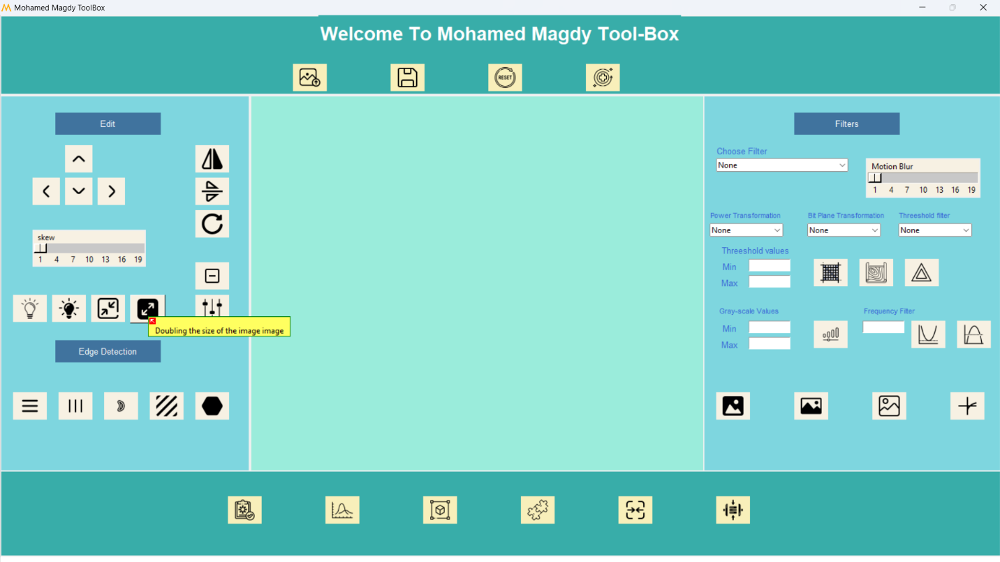 Mohamed Magdy ToolBox
Welcome To Mohamed Magdy Tool-Box
RESET
Edit
skew
1 4 7 10 13 16 19
Doubling the size of the image image
Edge Detection
Filters
Choose Filter
None
Motion Blur
1 4 7 10 13 16 19
Power Transformation
Bit Plane Transformation
Threeshold filter
None
None
None
Threeshold values
Min
Max
Gray-scale Values
Frequency Filter
Min
Max